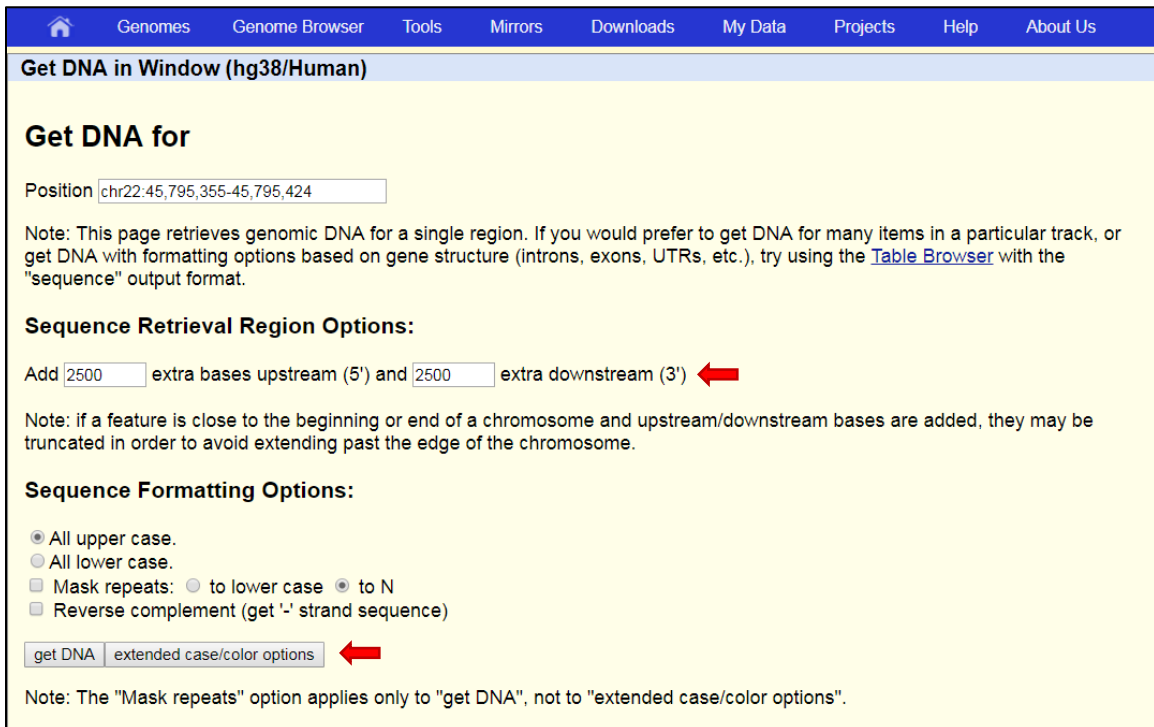 Genomes Genome Browser Tools Mirrors Downloads My Data Projects Help About Us
Get DNA in Window (hg38/Human)
Get DNA for
Position chr22:45,795,355-45,795,424
Note: This page retrieves genomic DNA for a single region. If you would prefer to get DNA for many items in a particular track, or
get DNA with formatting options based on gene structure (introns, exons, UTRs, etc.), try using the Table Browser with the
"sequence" output format.
Sequence Retrieval Region Options:
Add 2500 extra bases upstream (5') and 2500 extra downstream (3')
Note: if a feature is close to the beginning or end of a chromosome and upstream/downstream bases are added, they may be
truncated in order to avoid extending past the edge of the chromosome.
Sequence Formatting Options:
All upper case.
All lower case.
Mask repeats: to lower case to N
Reverse complement (get '-' strand sequence)
get DNA extended case/color options
Note: The "Mask repeats" option applies only to "get DNA", not to "extended case/color options".